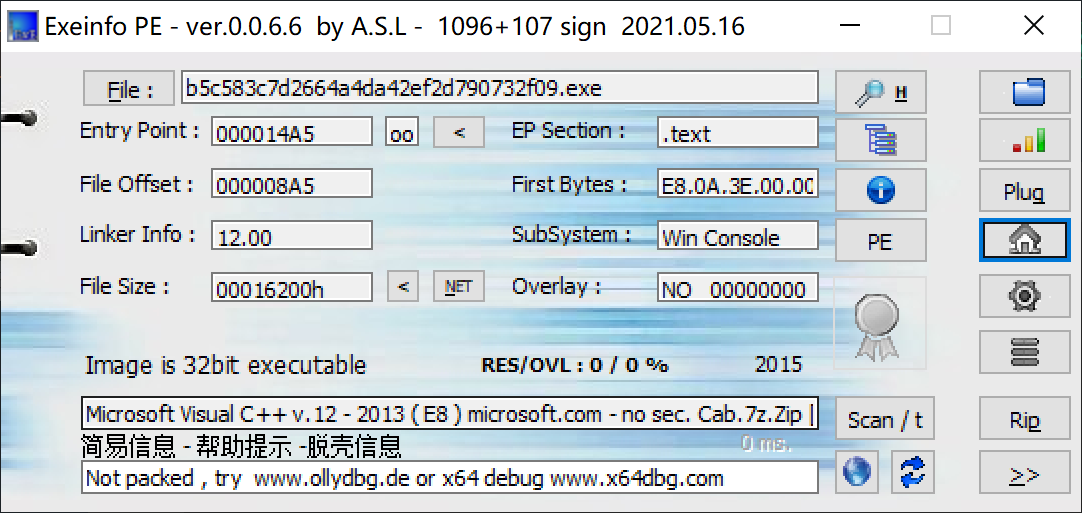 Exeinfo PE - ver.0.0.6.6 by A.S.L - 1096+107 sign 2021.05.16
File : b5c583c7d2664a4da42ef2d790732f09.exe H
Entry Point : 000014A5 oo < EP Section : .text
File Offset : 000008A5 First Bytes : E8.0A.3E.00.00 Plug
Linker Info : 12.00 SubSystem : Win Console PE
File Size : 00016200h < NET Overlay : NO 00000000
Image is 32bit executable RES/OVL : 0 / 0 % 2015
Microsoft Visual C++ v.12 - 2013 ( E8 ) microsoft.com - no sec. Cab.7z.Zip | Scan / t Rip
简易信息 - 帮助提示 -脱壳信息 0 ms.
Not packed , try www.ollydbg.de or x64 debug www.x64dbg.com >>